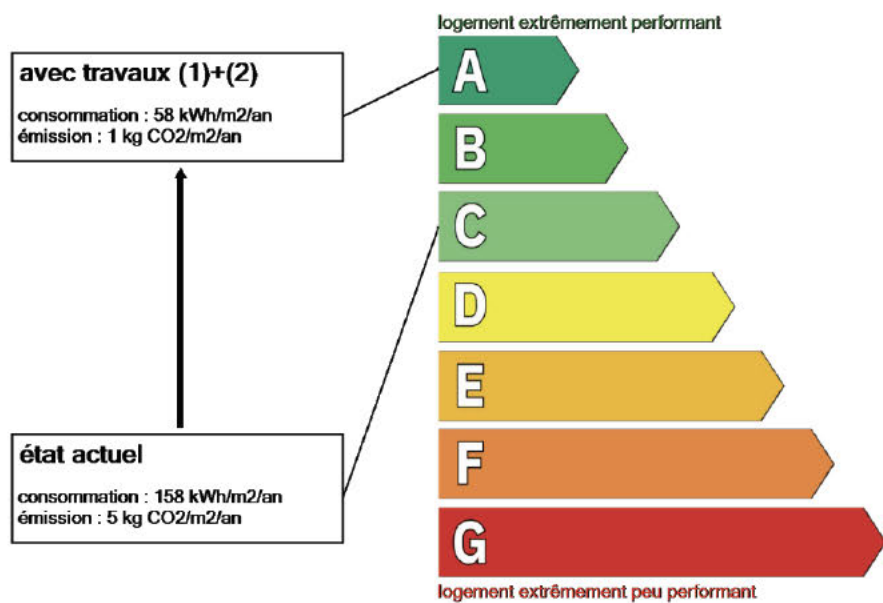 logement extrêmement performant
avec travaux (1)+(2)
consommation : 58 kWh/m2/an
émission : 1 kg CO2/m2/an
A
B
C
D
E
F
G
état actuel
consommation : 158 kWh/m2/an
émission : 5 kg CO2/m2/an
logement extrêmement peu performant